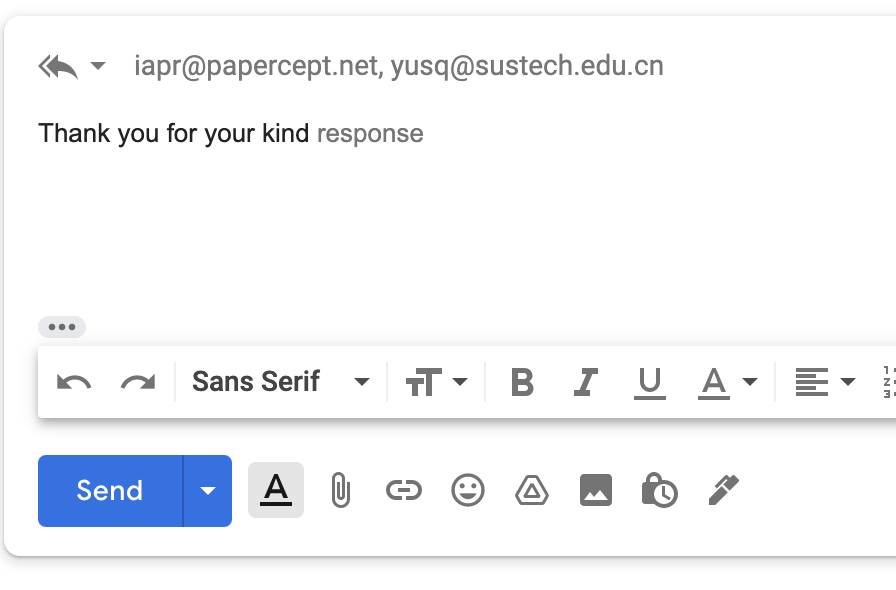 iapr@papercept.net, yusq@sustech.edu.cn
Thank you for your kind response
Sans Serif
Send